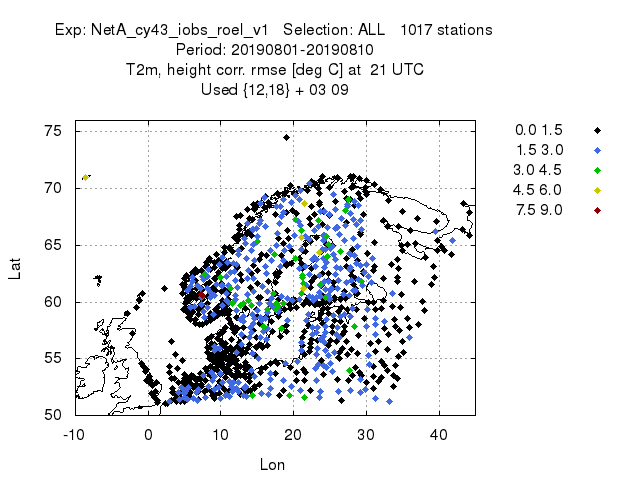 Exp: NetA_cy43_iobs_roel_v1 Selection: ALL 1017 stations
Period: 20190801-20190810
T2m, height corr. rmse [deg C] at 21 UTC
Used {12,18} + 03 09
75
70
65
60
55
50
Lat
-10 0 10 20 30 40
Lon
0.0 1.5
1.5 3.0
3.0 4.5
4.5 6.0
7.5 9.0